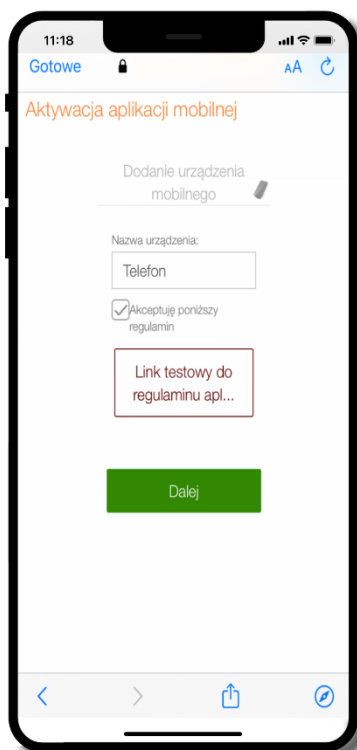 11:18
Gotowe
AA
Aktywacja aplikacji mobilnej
Dodanie urządzenia
mobilnego
Nazwa urządzenia:
Telefon
Akceptuję poniższy
regulamin
Link testowy do
regulaminu apl...
Dalej